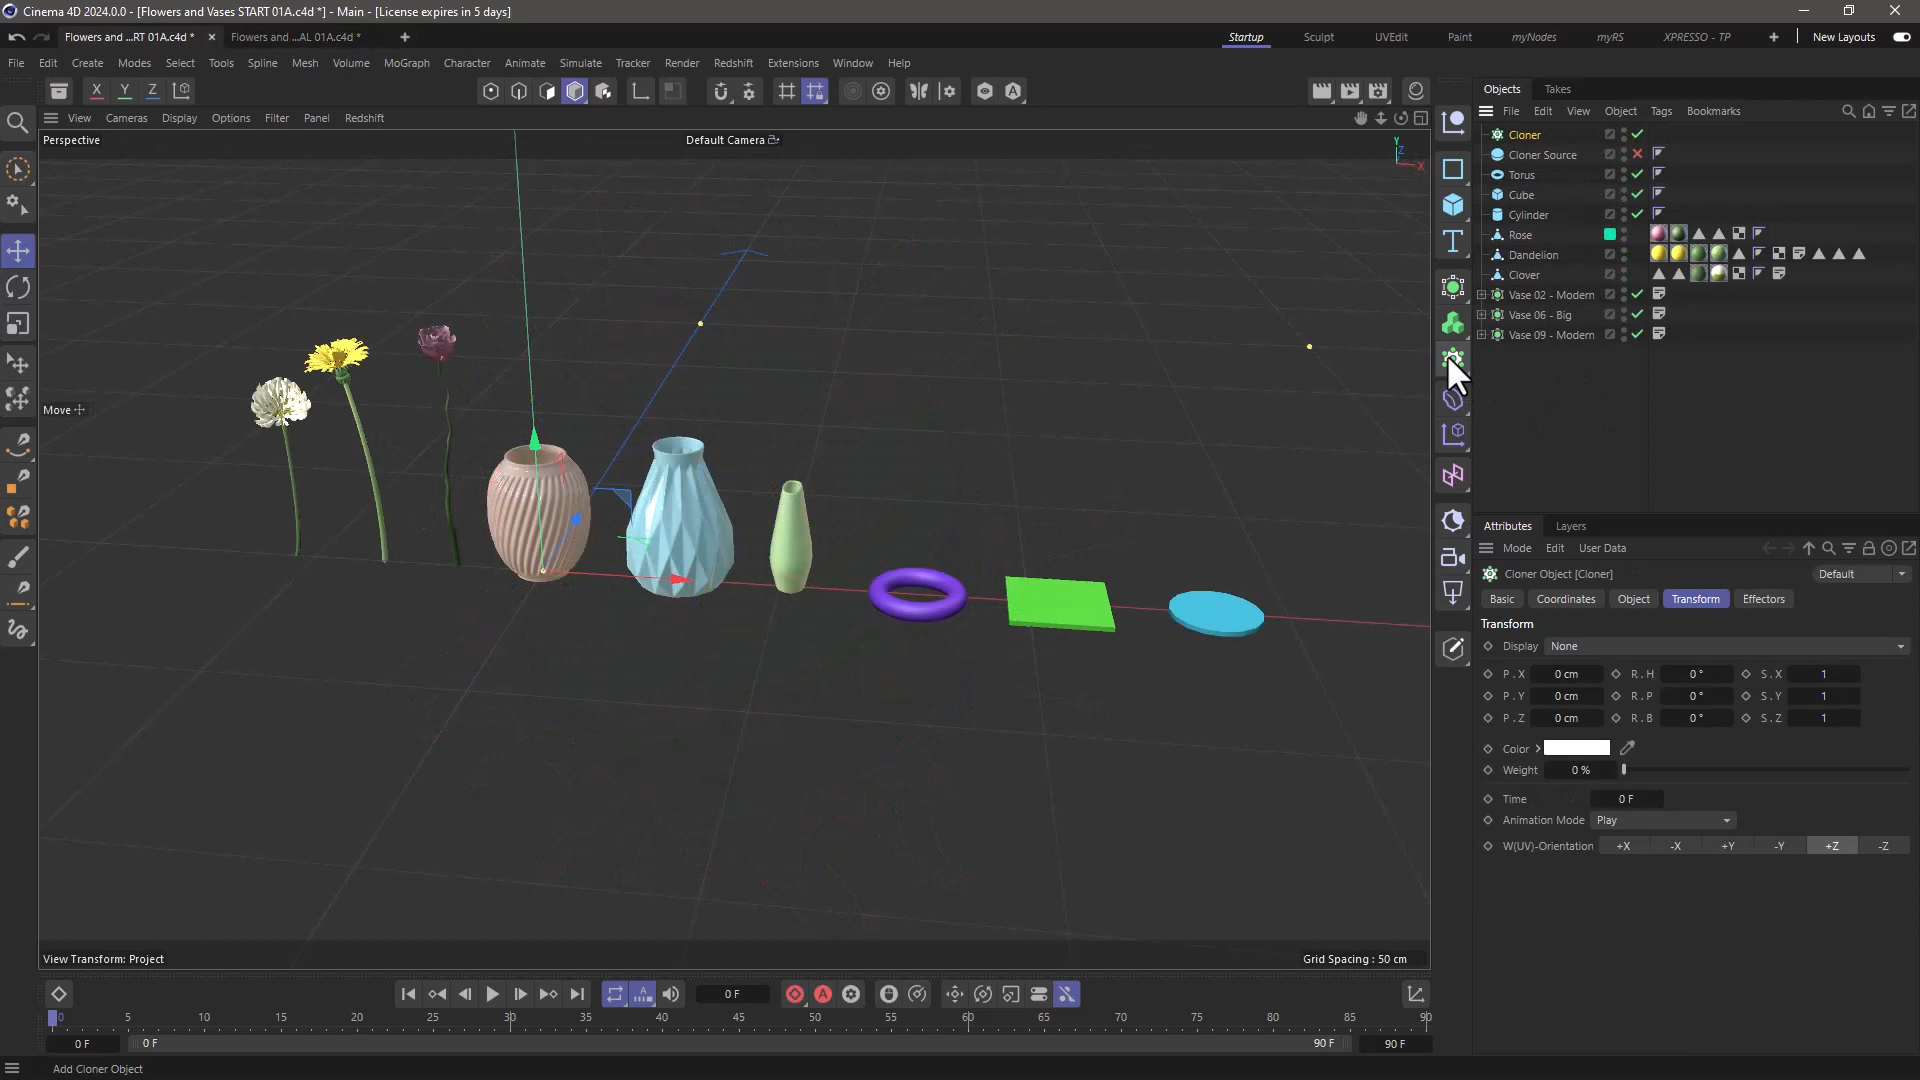 Cinema 4D 2024.0.0 - [Flowers and Vases START 01A.c4d *] - Main - [License expires in 5 days]
Flowers and ...RT 01A.c4d * Flowers and ...AL 01A.c4d *
Startup Sculpt UVEdit Paint myNodes myRS XPRESSO - TP New Layouts
File Edit Create Modes Select Tools Spline Mesh Volume MoGraph Character Animate Simulate Tracker Render Redshift Extensions Window Help
X Y Z
Objects Takes
File Edit View Object Tags Bookmarks
View Cameras Display Options Filter Panel Redshift
Perspective
Default Camera
Y
Z
X
Cloner
Cloner Source
Torus
Cube
Cylinder
Rose
Dandelion
Clover
Vase 02 - Modern
Vase 06 - Big
Vase 09 - Modern
Move
Attributes Layers
Mode Edit User Data
Cloner Object [Cloner] Default
Basic Coordinates Object Transform Effectors
Transform
Display None
P . X 0 cm R . H 0 ° S . X 1
P . Y 0 cm R . P 0 ° S . Y 1
P . Z 0 cm R . B 0 ° S . Z 1
Color
Weight 0 %
Time 0 F
Animation Mode Play
W(UV)-Orientation +X -X +Y -Y +Z -Z
View Transform: Project
Grid Spacing : 50 cm
0 F
0 5 10 15 20 25 30 35 40 45 50 55 60 65 70 75 80 85 90
0 F 0 F 90 F 90 F
Add Cloner Object